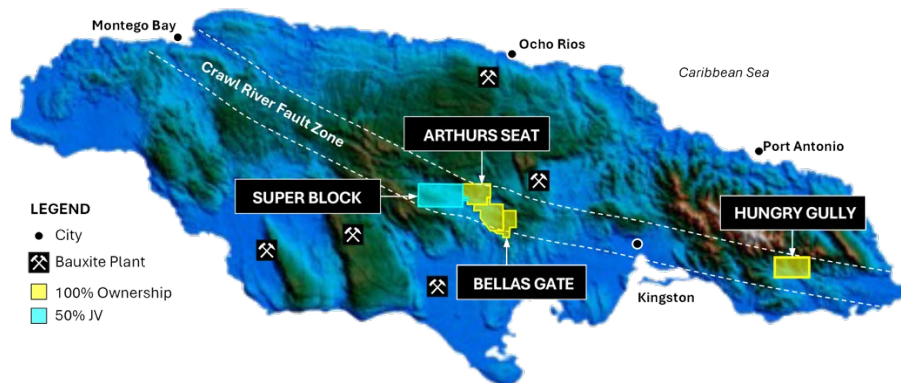 Montego Bay
Ocho Rios
Caribbean Sea
Crawl River Fault Zone
ARTHURS SEAT
Port Antonio
SUPER BLOCK
HUNGRY GULLY
LEGEND
City
Bauxite Plant
BELLAS GATE
100% Ownership
Kingston
50% JV